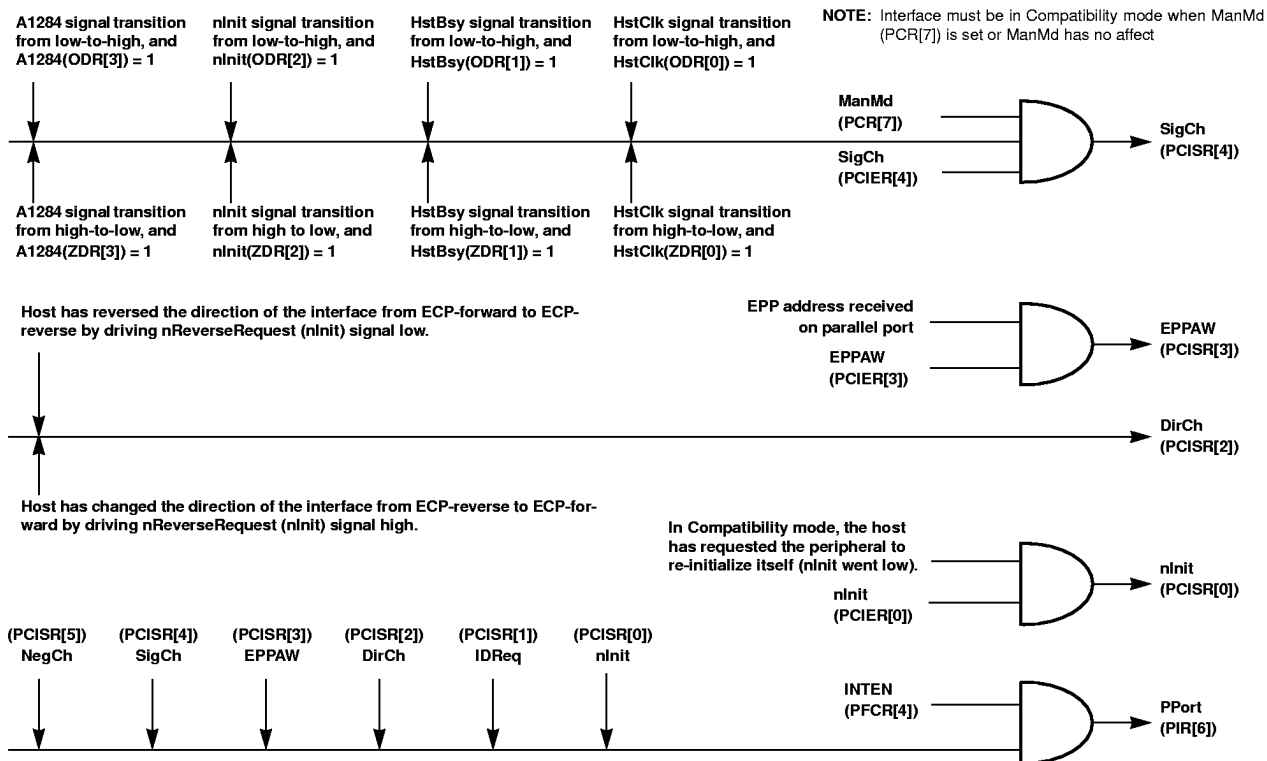 A1284 signal transition
from low-to-high, and
A1284(ODR[3]) = 1
nInit signal transition
from low-to-high, and
nInit(ODR[2]) = 1
HstBsy signal transition
from low-to-high, and
HstBsy(ODR[1]) = 1
HstClk signal transition
from low-to-high, and
HstClk(ODR[0]) = 1
NOTE: Interface must be in Compatibility mode when ManMd
(PCR[7]) is set or ManMd has no affect
ManMd
(PCR[7])
SigCh
(PCIER[4])
SigCh
(PCISR[4])
A1284 signal transition
from high-to-low, and
A1284(ZDR[3]) = 1
nInit signal transition
from high to low, and
nInit(ZDR[2]) = 1
HstBsy signal transition
from high-to-low, and
HstBsy(ZDR[1]) = 1
HstClk signal transition
from high-to-low, and
HstClk(ZDR[0]) = 1
Host has reversed the direction of the interface from ECP-forward to ECP-
reverse by driving nReverseRequest (nInit) signal low.
EPP address received
on parallel port
EPPAW
(PCIER[3])
EPPAW
(PCISR[3])
DirCh
(PCISR[2])
Host has changed the direction of the interface from ECP-reverse to ECP-for-
ward by driving nReverseRequest (nInit) signal high.
In Compatibility mode, the host
has requested the peripheral to
re-initialize itself (nInit went low).
nInit
(PCIER[0])
nInit
(PCISR[0])
(PCISR[5])
NegCh
(PCISR[4])
SigCh
(PCISR[3])
EPPAW
(PCISR[2])
DirCh
(PCISR[1])
IDReq
(PCISR[0])
nInit
INTEN
(PFCR[4])
PPort
(PIR[6])